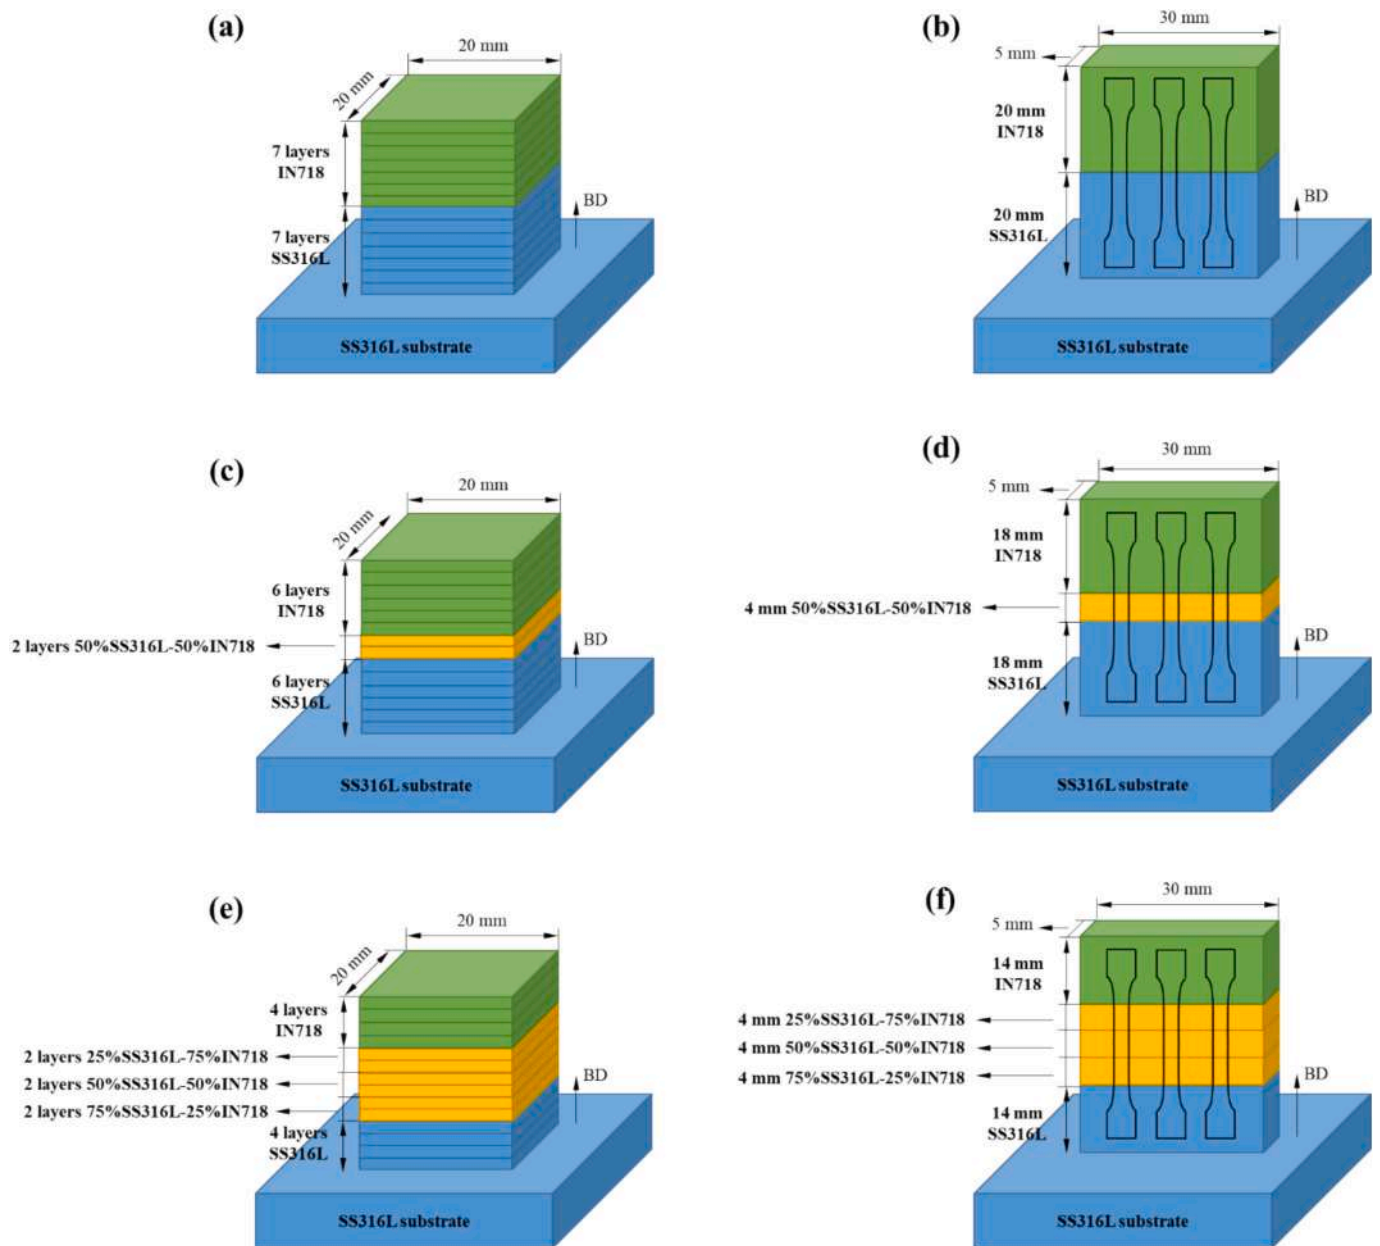 (a)
20 mm
20 mm
7 layers
IN718
7 layers
SS316L
BD
SS316L substrate
(b)
30 mm
5 mm
20 mm
IN718
20 mm
SS316L
BD
SS316L substrate
(c)
20 mm
20 mm
6 layers
IN718
2 layers 50%SS316L-50%IN718
6 layers
SS316L
BD
SS316L substrate
(d)
30 mm
5 mm
18 mm
IN718
4 mm 50%SS316L-50%IN718
18 mm
SS316L
BD
SS316L substrate
(e)
20 mm
20 mm
4 layers
IN718
2 layers 25%SS316L-75%IN718
2 layers 50%SS316L-50%IN718
2 layers 75%SS316L-25%IN718
4 layers
SS316L
BD
SS316L substrate
(f)
30 mm
5 mm
14 mm
IN718
4 mm 25%SS316L-75%IN718
4 mm 50%SS316L-50%IN718
4 mm 75%SS316L-25%IN718
14 mm
SS316L
BD
SS316L substrate